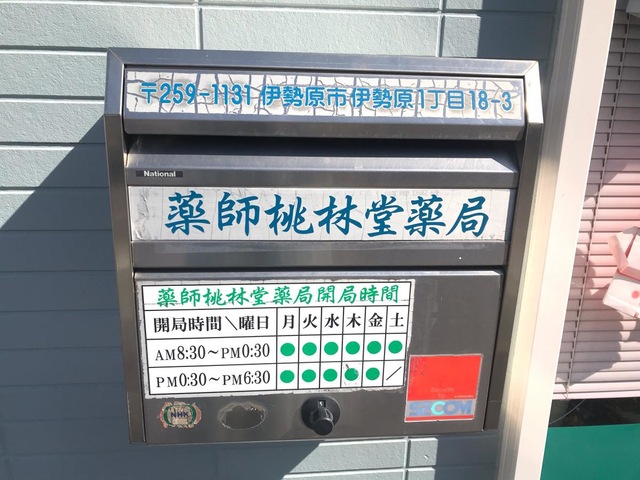 〒259-1131 伊勢原市伊勢原1丁目18-3
National
薬師桃林堂薬局
薬師桃林堂薬局開局時間
開局時間\曜日 月 火 水 木 金 土
AM8:30~PM0:30 ● ● ● ● ● ●
PM0:30~PM6:30 ● ● ● ● ● /
NHK
SECOM